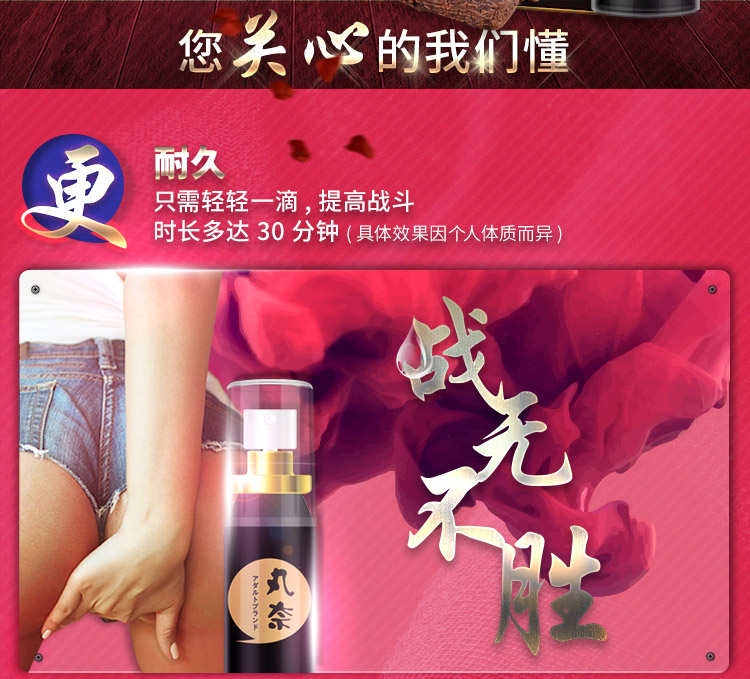 您关心的我们懂
更
耐久
只需轻轻一滴，提高战斗
时长多达 30 分钟 (具体效果因个人体质而异)
战无不胜
丸奈
アダルトブランド